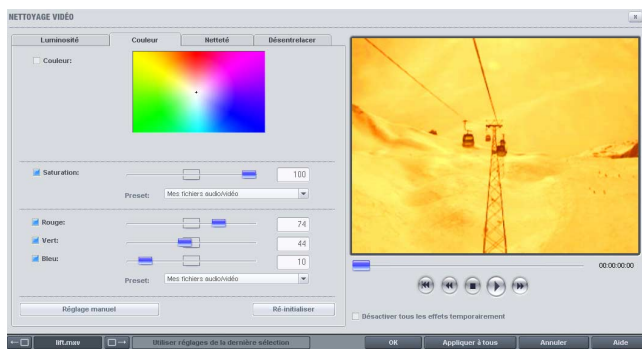 NETTOYAGE VIDÉO
x
Luminosité Couleur Netteté Désentrelacer
Couleur:
Saturation: 100
Preset: Mes fichiers audio/vidéo
Rouge: 74
Vert: 44
Bleu: 10
Preset: Mes fichiers audio/vidéo
Réglage manuel Ré-initialiser
00:00:00:00
Désactiver tous les effets temporairement
lift.mxv Utiliser réglages de la dernière sélection OK Appliquer à tous Annuler Aide